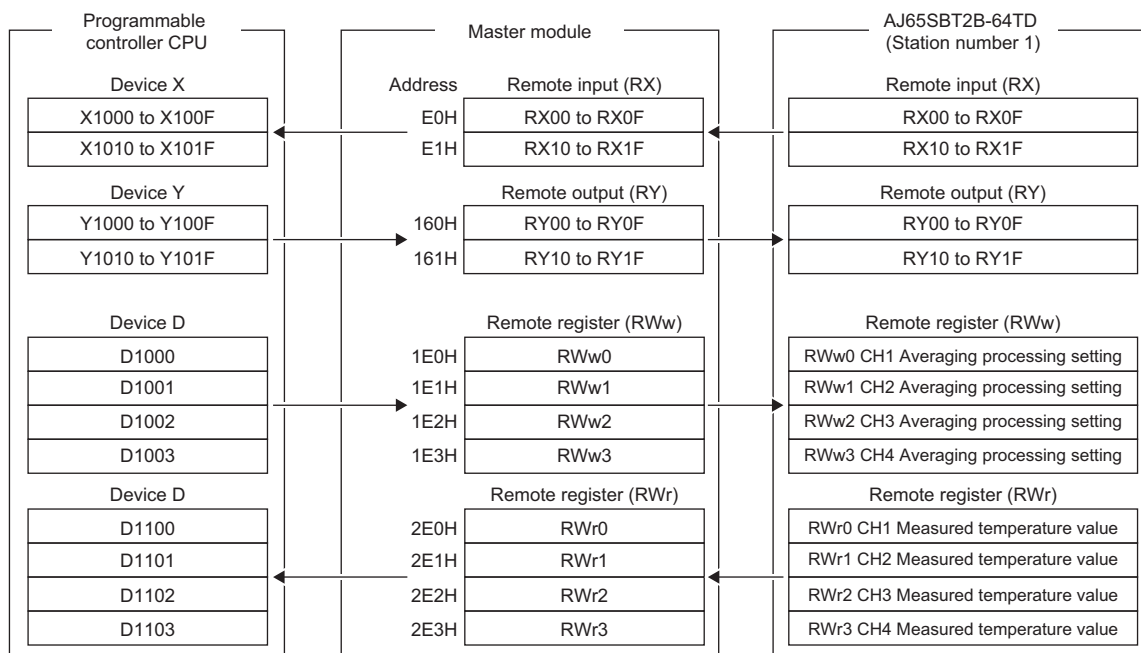 Programmable
controller CPU
Master module
AJ65SBT2B-64TD
(Station number 1)
Device X
Address
Remote input (RX)
Remote input (RX)
X1000 to X100F
E0H
RX00 to RX0F
RX00 to RX0F
X1010 to X101F
E1H
RX10 to RX1F
RX10 to RX1F
Device Y
Remote output (RY)
Remote output (RY)
Y1000 to Y100F
160H
RY00 to RY0F
RY00 to RY0F
Y1010 to Y101F
161H
RY10 to RY1F
RY10 to RY1F
Device D
Remote register (RWw)
Remote register (RWw)
D1000
1E0H
RWw0
RWw0 CH1 Averaging processing setting
D1001
1E1H
RWw1
RWw1 CH2 Averaging processing setting
D1002
1E2H
RWw2
RWw2 CH3 Averaging processing setting
D1003
1E3H
RWw3
RWw3 CH4 Averaging processing setting
Device D
Remote register (RWr)
Remote register (RWr)
D1100
2E0H
RWr0
RWr0 CH1 Measured temperature value
D1101
2E1H
RWr1
RWr1 CH2 Measured temperature value
D1102
2E2H
RWr2
RWr2 CH3 Measured temperature value
D1103
2E3H
RWr3
RWr3 CH4 Measured temperature value